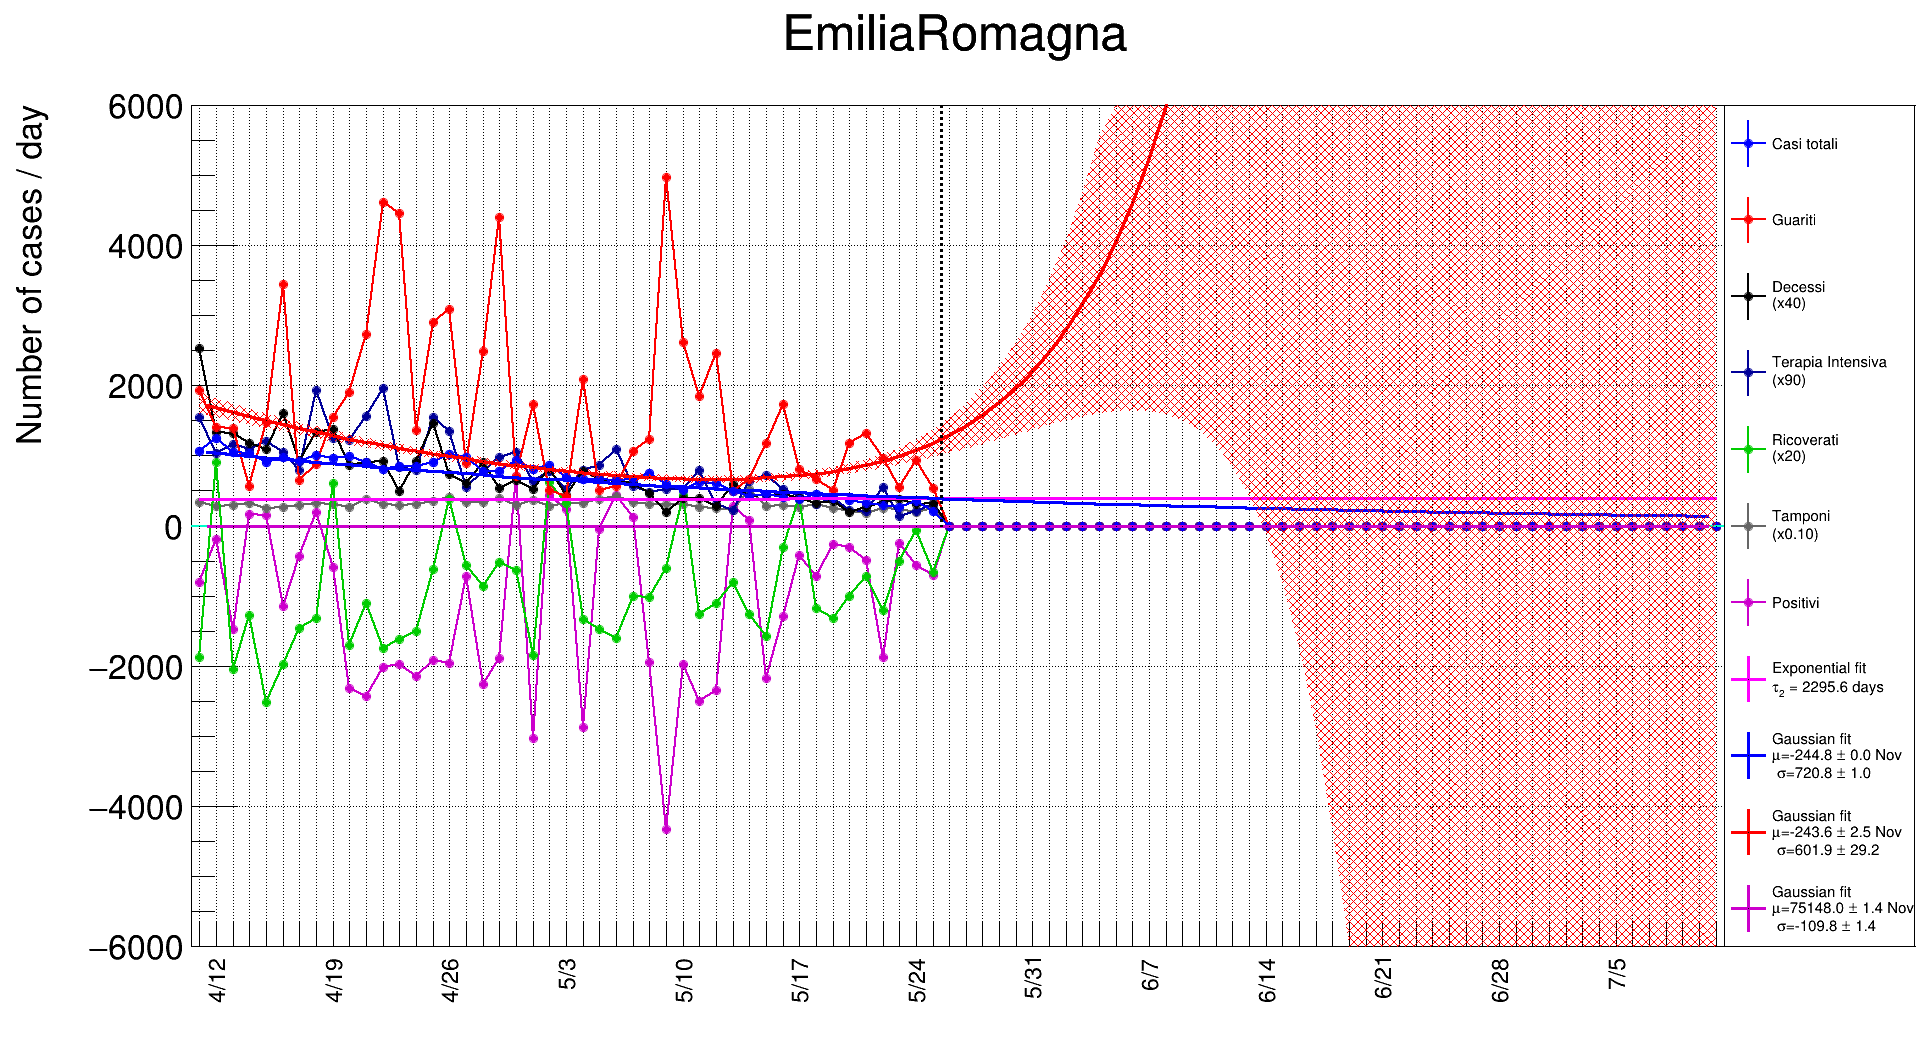 EmiliaRomagna
Number of cases / day
6000
4000
2000
0
−2000
−4000
−6000
4/12
4/19
4/26
5/3
5/10
5/17
5/24
5/31
6/7
6/14
6/21
6/28
7/5
Casi totali
Guariti
Decessi
(x40)
Terapia Intensiva
(x90)
Ricoverati
(x20)
Tamponi
(x0.10)
Positivi
Exponential fit
τ2 = 2295.6 days
Gaussian fit
μ=-244.8 ± 0.0 Nov
σ=720.8 ± 1.0
Gaussian fit
μ=-243.6 ± 2.5 Nov
σ=601.9 ± 29.2
Gaussian fit
μ=75148.0 ± 1.4 Nov
σ=-109.8 ± 1.4